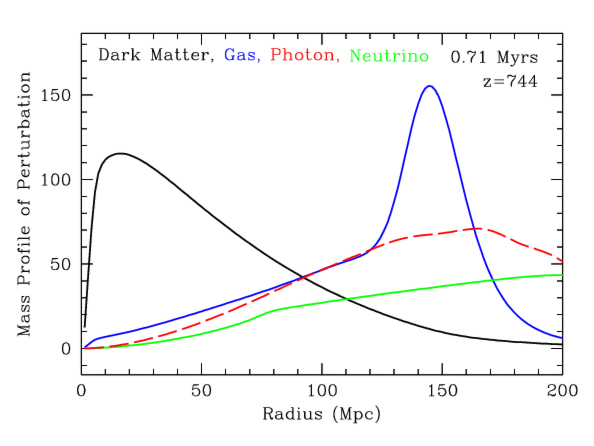 Dark Matter, Gas, Photon, Neutrino
0.71 Myrs
z=744
Mass Profile of Perturbation
150
100
50
0
0 50 100 150 200
Radius (Mpc)